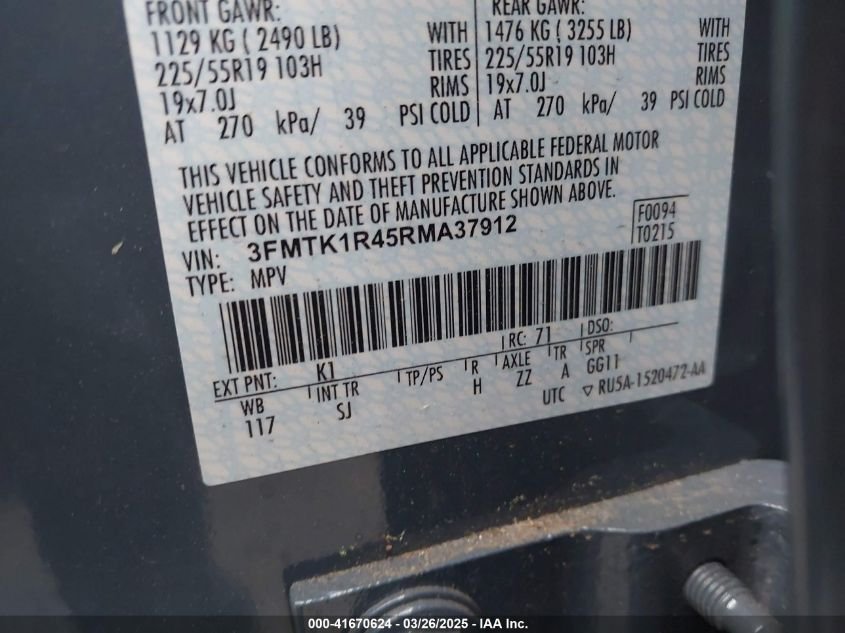 FRONT GAWR: REAR GAWR:
1129 KG ( 2490 LB) WITH 1476 KG ( 3255 LB) WITH
225/55R19 103H TIRES 225/55R19 103H TIRES
19x7.0J RIMS 19x7.0J RIMS
AT 270 kPa/ 39 PSI COLD AT 270 kPa/ 39 PSI COLD
THIS VEHICLE CONFORMS TO ALL APPLICABLE FEDERAL MOTOR
VEHICLE SAFETY AND THEFT PREVENTION STANDARDS IN
EFFECT ON THE DATE OF MANUFACTURE SHOWN ABOVE.
VIN: 3FMTK1R45RMA37912 F0094
TYPE: MPV T0215
EXT PNT: K1 RC: 71 DSO:
WB INT TR TP/PS R AXLE TR SPR
117 SJ H ZZ A GG11
UTC ▽ RU5A-1520472-AA
000-41670624 - 03/26/2025 - IAA Inc.